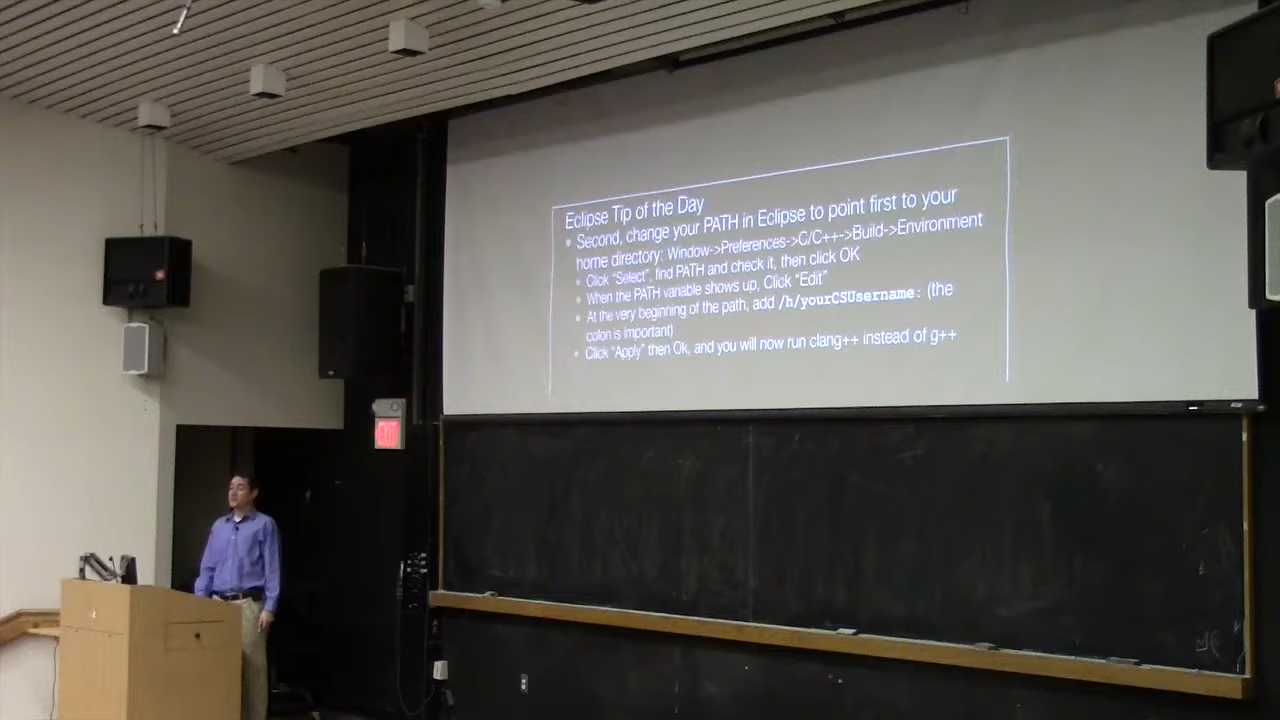 Eclipse Tip of the Day
• Second, change your PATH in Eclipse to point first to your
home directory: Window->Preferences->C/C++->Build->Environment
• Click “Select”, find PATH and check it, then click OK
• When the PATH variable shows up, Click “Edit”
• At the very beginning of the path, add /h/yourCSUsername: (the
colon is important)
• Click “Apply” then Ok, and you will now run clang++ instead of g++
EXIT